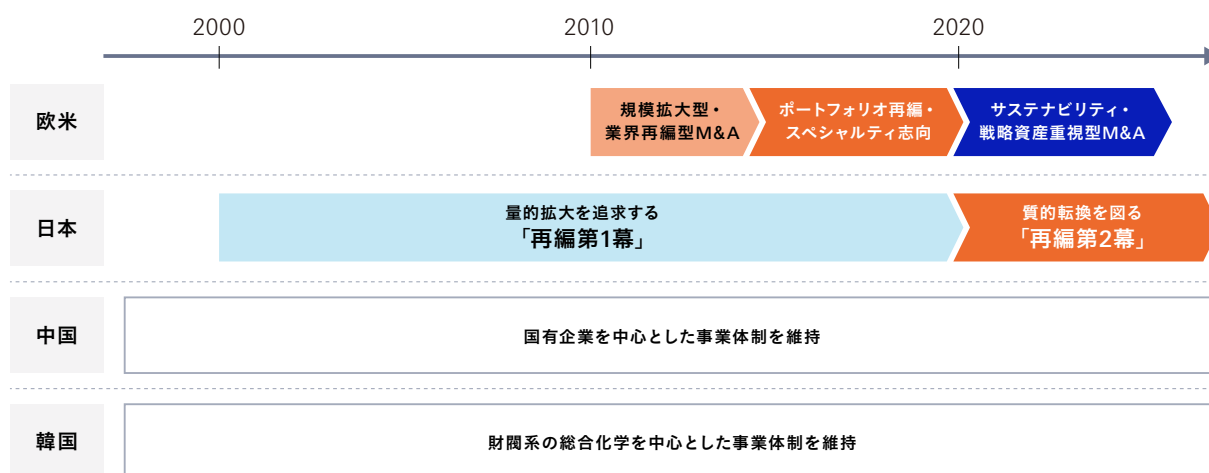 2000
2010
2020
欧米
規模拡大型・
業界再編型M&A
ポートフォリオ再編・
スペシャルティ志向
サステナビリティ・
戦略資産重視型M&A
日本
量的拡大を追求する
「再編第1幕」
質的転換を図る
「再編第2幕」
中国
国有企業を中心とした事業体制を維持
韓国
財閥系の総合化学を中心とした事業体制を維持